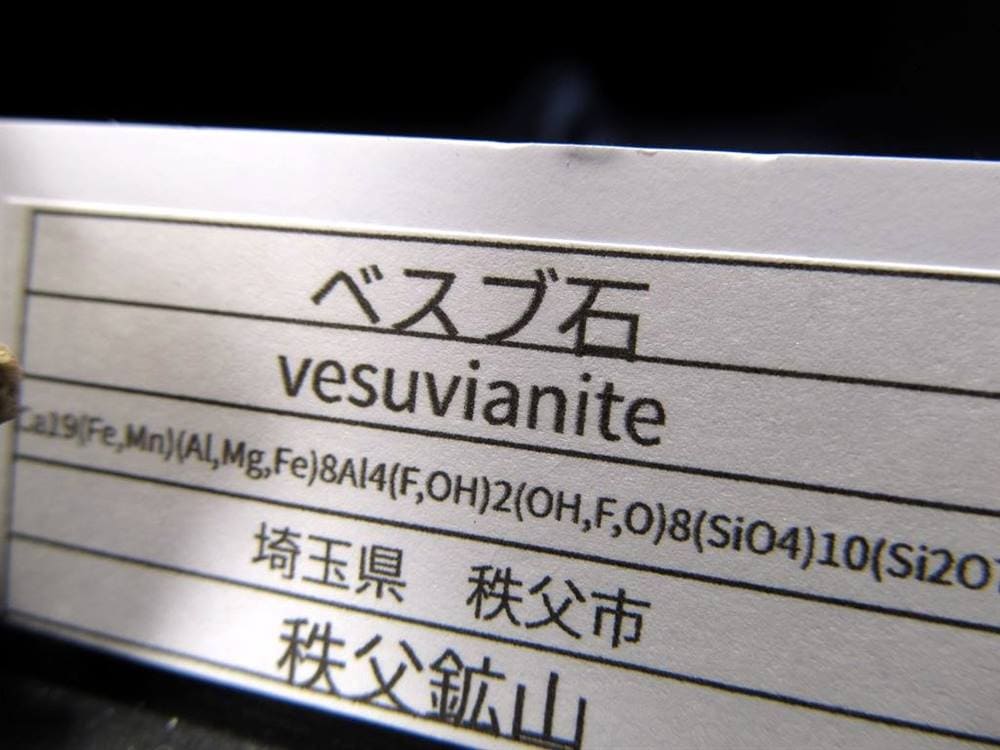 ベスブ石
vesuvianite
Ca19(Fe,Mn)(Al,Mg,Fe)8Al4(F,OH)2(OH,F,O)8(SiO4)10(Si2O7
埼玉県　秩父市
秩父鉱山